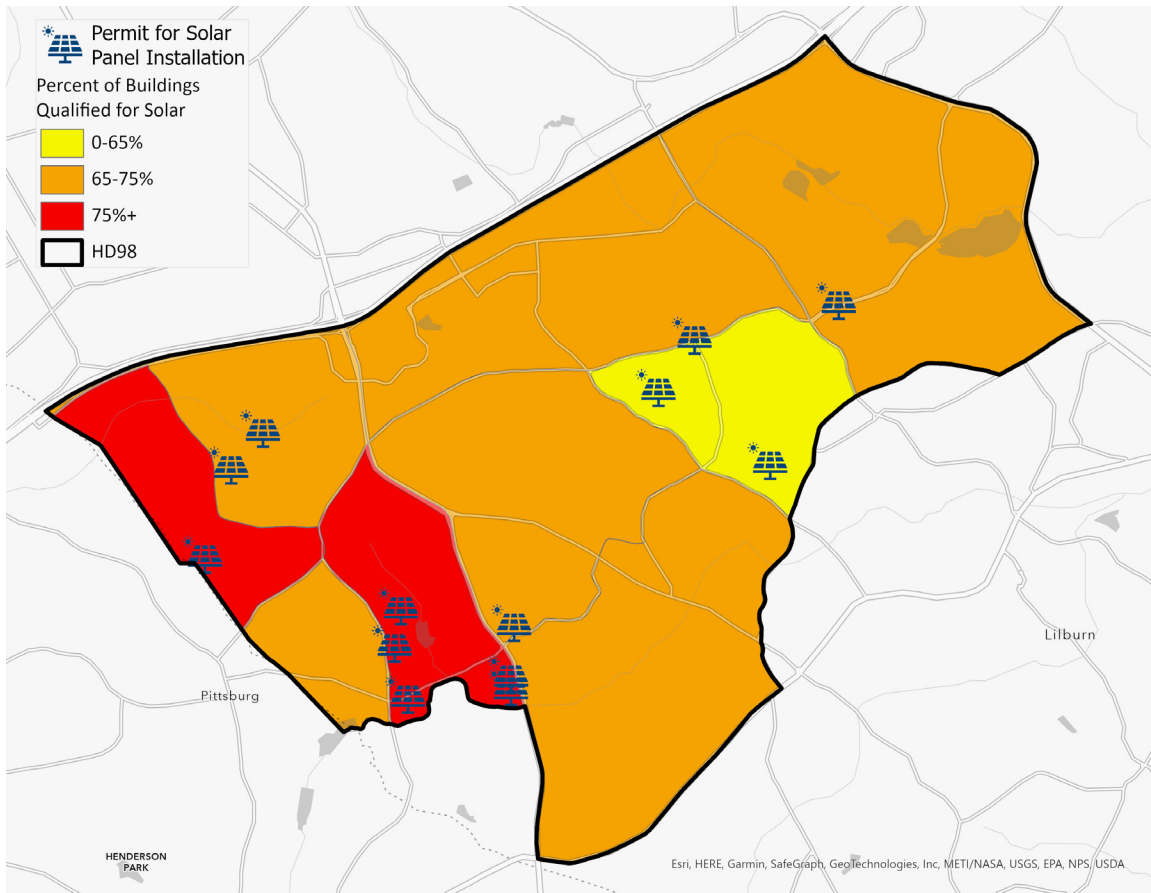 Permit for Solar
Panel Installation
Percent of Buildings
Qualified for Solar
0-65%
65-75%
75%+
HD98
Lilburn
Pittsburg
HENDERSON
PARK
Esri, HERE, Garmin, SafeGraph, GeoTechnologies, Inc, METI/NASA, USGS, EPA, NPS, USDA